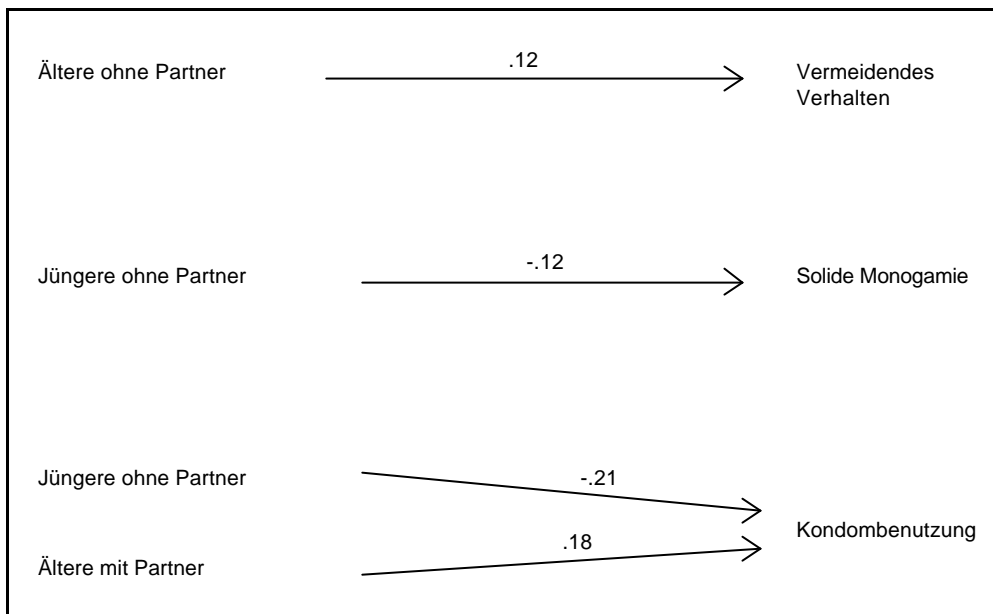 Ältere ohne Partner
.12
Vermeidendes
Verhalten
Jüngere ohne Partner
-.12
Solide Monogamie
Jüngere ohne Partner
-.21
Kondombenutzung
.18
Ältere mit Partner